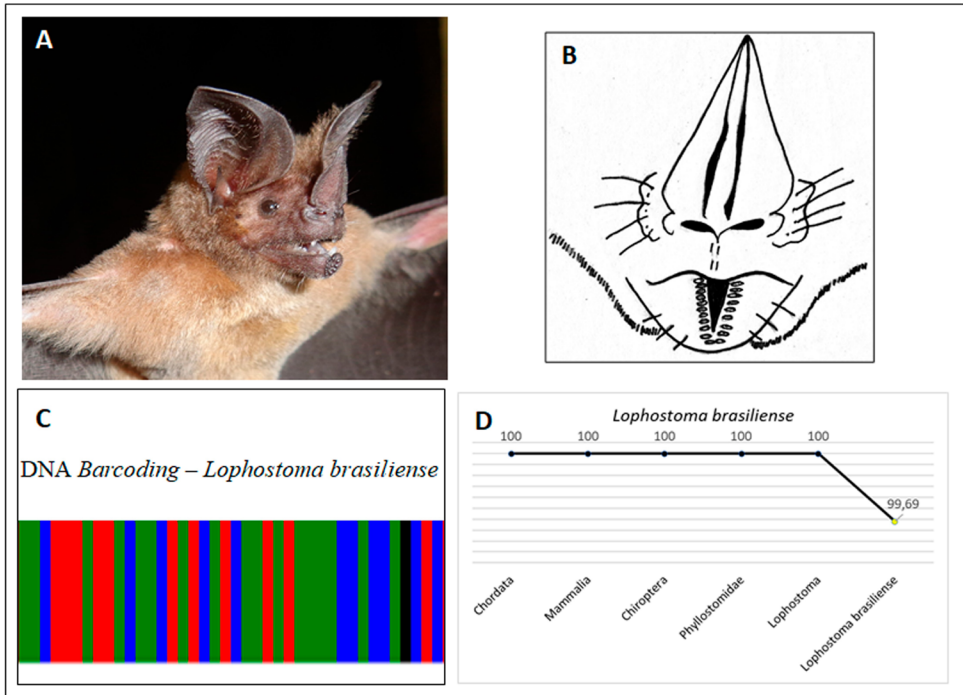 A
B
C
DNA Barcoding – Lophostoma brasiliense
D
Lophostoma brasiliense
100
100
100
100
100
99,69
Chordata
Mammalia
Chiroptera
Phyllostomidae
Lophostoma
Lophostoma brasiliense